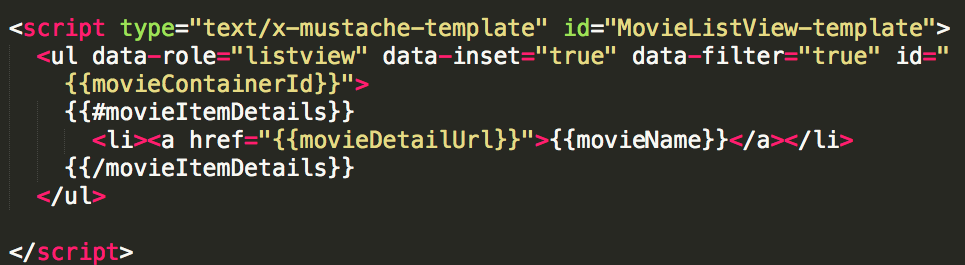 <script type="text/x-mustache-template" id="MovieListView-template">
<ul data-role="listview" data-inset="true" data-filter="true" id="
{{movieContainerId}}">
{{#movieItemDetails}}
<li><a href="{{movieDetailUrl}}">{{movieName}}</a></li>
{{/movieItemDetails}}
</ul>
</script>